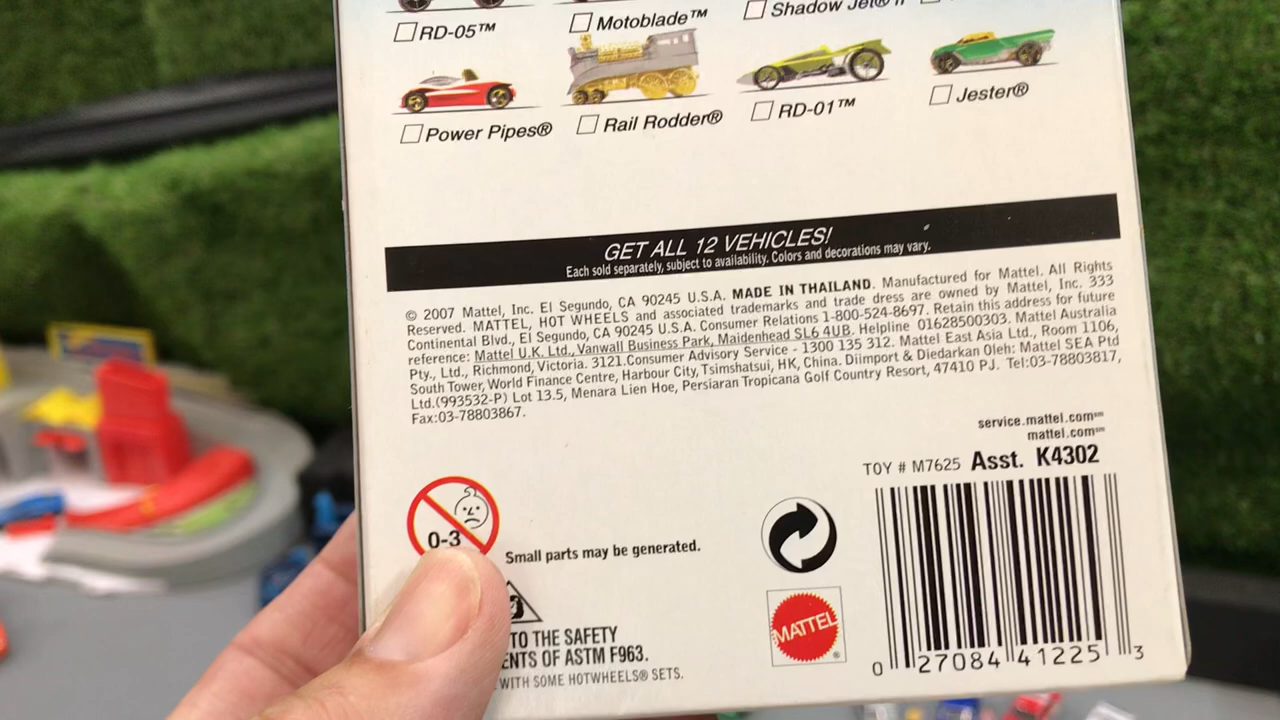 RD-05™
Motoblade™
Shadow Jet® II
Power Pipes®
Rail Rodder®
RD-01™
Jester®
GET ALL 12 VEHICLES!
Each sold separately, subject to availability. Colors and decorations may vary.
© 2007 Mattel, Inc. El Segundo, CA 90245 U.S.A. MADE IN THAILAND. Manufactured for Mattel. All Rights
Reserved. MATTEL, HOT WHEELS and associated trademarks and trade dress are owned by Mattel, Inc. 333
Continental Blvd., El Segundo, CA 90245 U.S.A. Consumer Relations 1-800-524-8697. Retain this address for future
reference: Mattel U.K. Ltd., Vanwall Business Park, Maidenhead SL6 4UB. Helpline 01628500303. Mattel Australia
Pty., Ltd., Richmond, Victoria. 3121.Consumer Advisory Service - 1300 135 312. Mattel East Asia Ltd., Room 1106,
South Tower, World Finance Centre, Harbour City, Tsimshatsui, HK, China. Diimport & Diedarkan Oleh: Mattel SEA Ptd
Ltd.(993532-P) Lot 13.5, Menara Lien Hoe, Persiaran Tropicana Golf Country Resort, 47410 PJ. Tel:03-78803817,
Fax:03-78803867.
service.mattel.com℠
mattel.com℠
TOY # M7625 Asst. K4302
0-3
Small parts may be generated.
TO THE SAFETY
OF ASTM F963.
WITH SOME HOTWHEELS® SETS.
MATTEL®
0 27084 41225 3